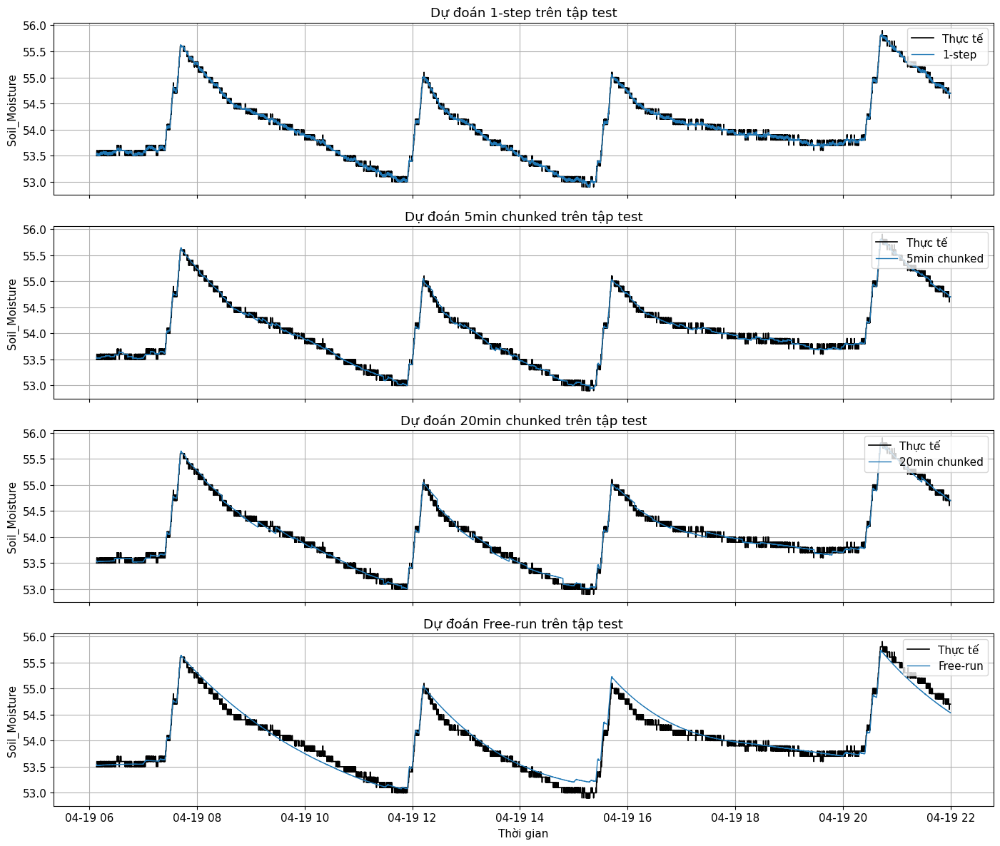 Dự đoán 1-step trên tập test
56.0
55.5
55.0
54.5
54.0
53.5
53.0
Soil_Moisture
Thực tế
1-step
Dự đoán 5min chunked trên tập test
56.0
55.5
55.0
54.5
54.0
53.5
53.0
Soil_Moisture
Thực tế
5min chunked
Dự đoán 20min chunked trên tập test
56.0
55.5
55.0
54.5
54.0
53.5
53.0
Soil_Moisture
Thực tế
20min chunked
Dự đoán Free-run trên tập test
56.0
55.5
55.0
54.5
54.0
53.5
53.0
Soil_Moisture
Thực tế
Free-run
04-19 06 04-19 08 04-19 10 04-19 12 04-19 14 04-19 16 04-19 18 04-19 20 04-19 22
Thời gian